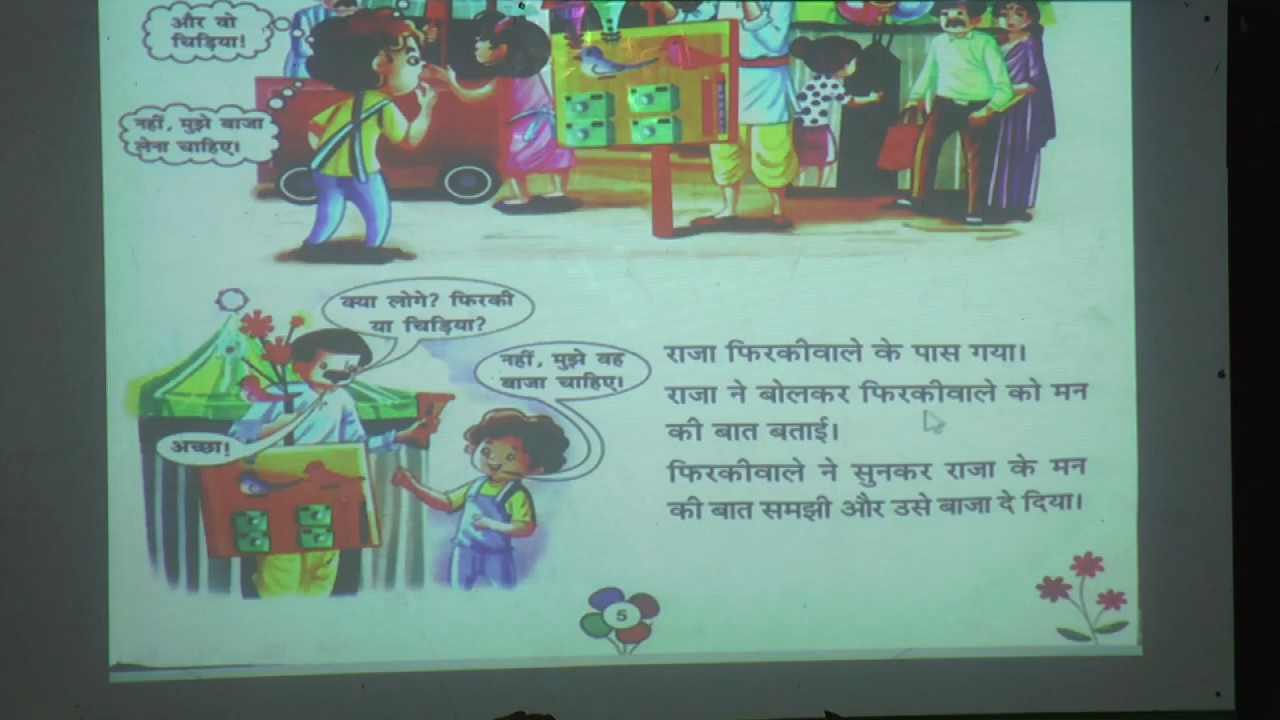 और वो
चिड़िया!
नहीं, मुझे बाजा
लेना चाहिए।
क्या लोगे? फिरकी
या चिड़िया?
नहीं, मुझे वह
बाजा चाहिए।
अच्छा!
राजा फिरकीवाले के पास गया।
राजा ने बोलकर फिरकीवाले को मन
की बात बताई।
फिरकीवाले ने सुनकर राजा के मन
की बात समझी और उसे बाजा दे दिया।
5